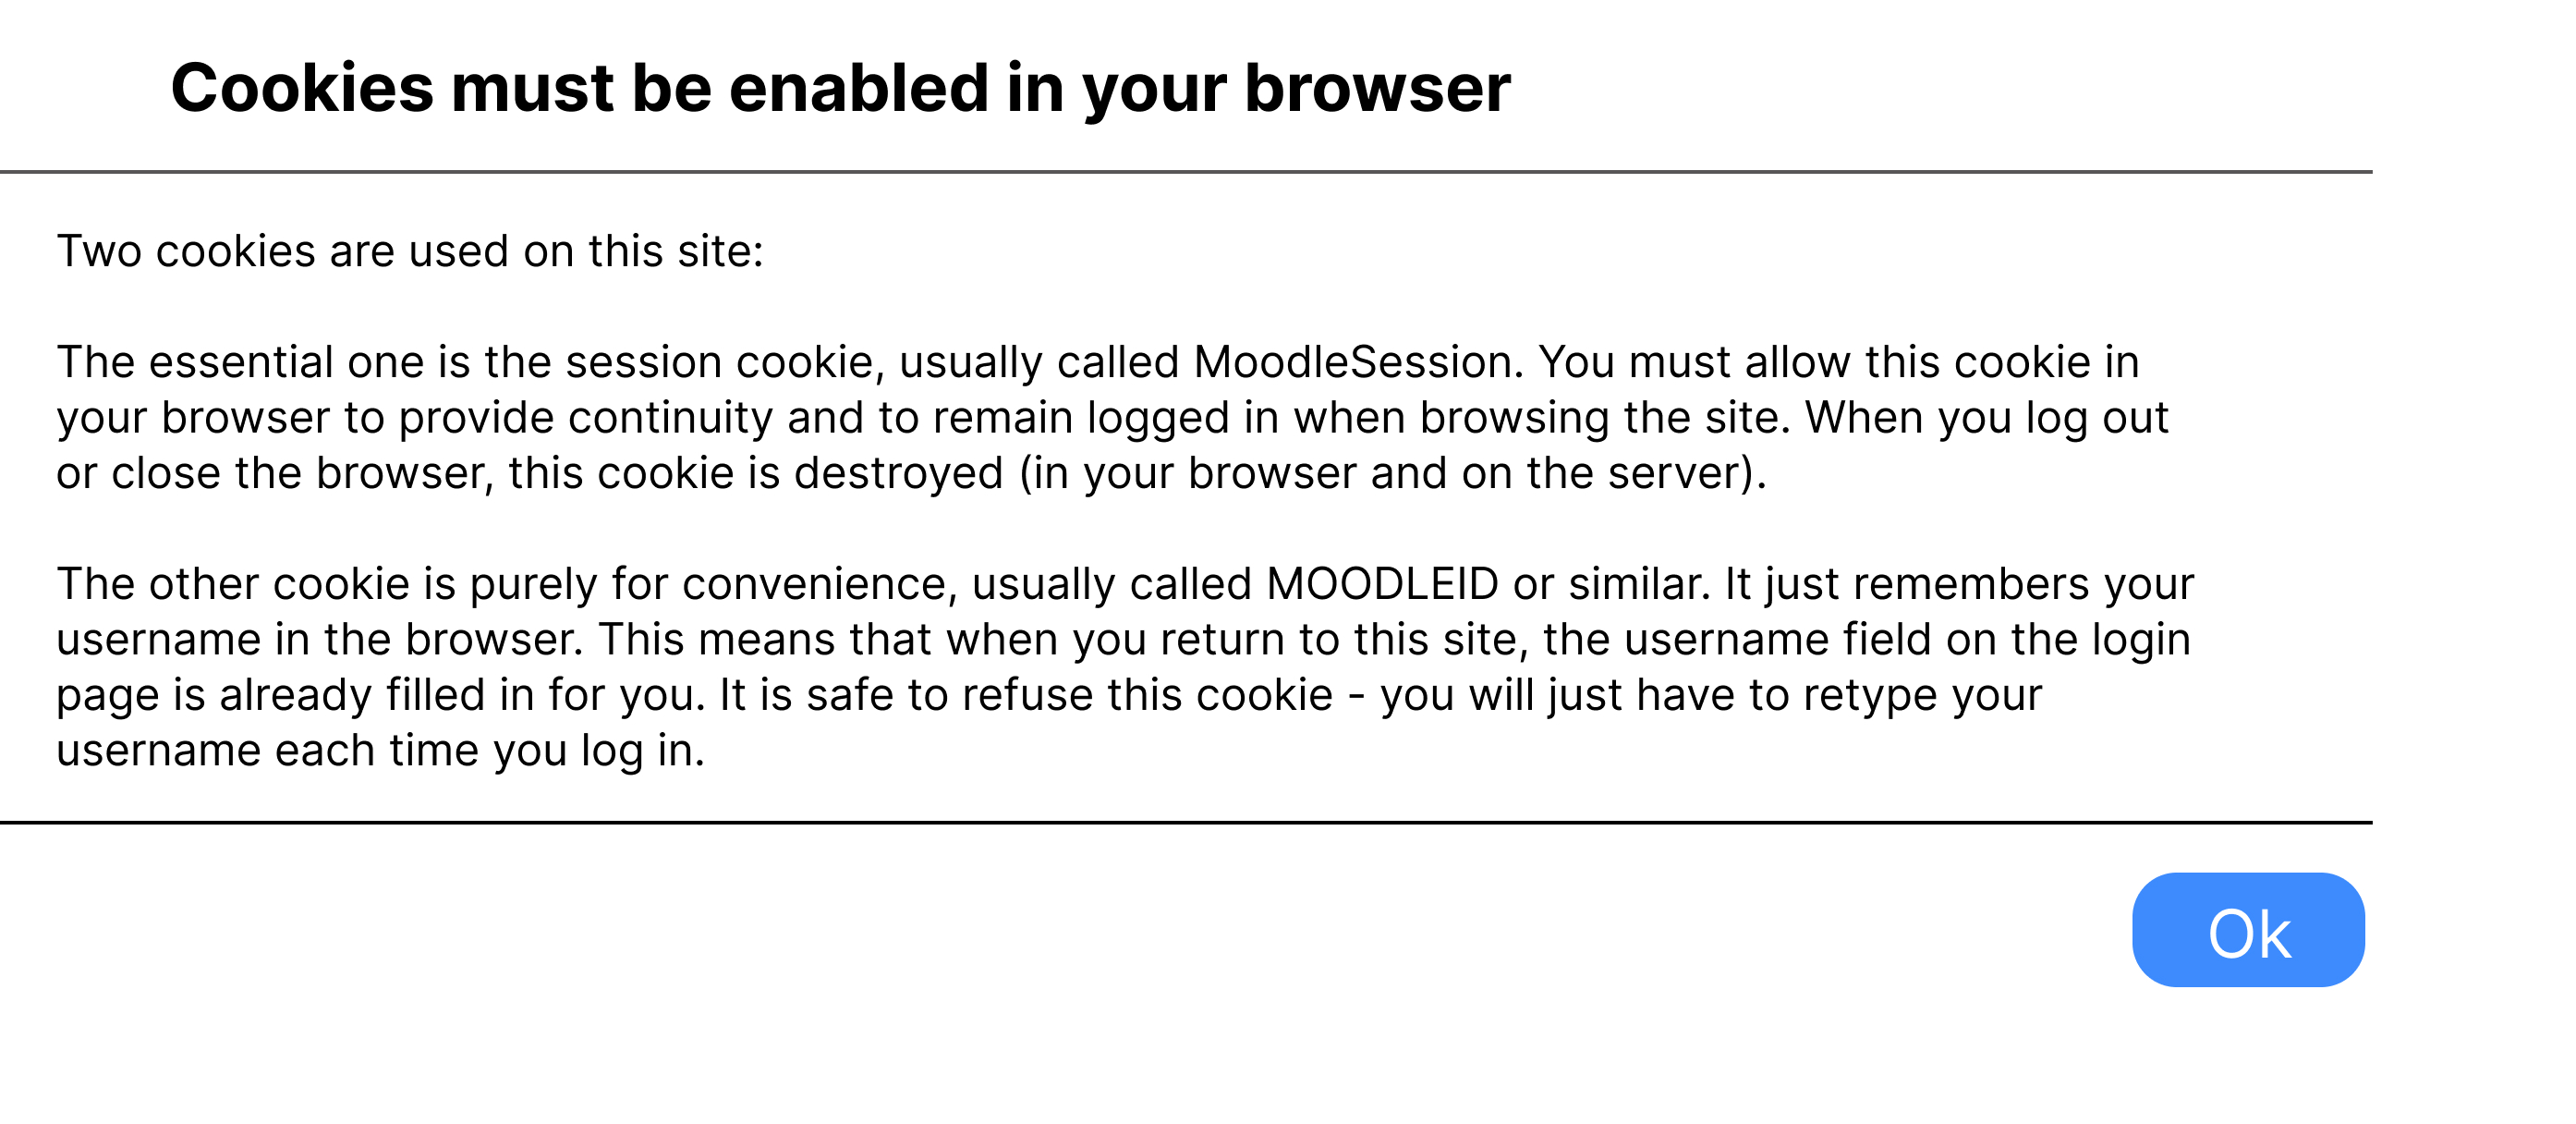 Cookies must be enabled in your browser
Two cookies are used on this site:
The essential one is the session cookie, usually called MoodleSession. You must allow this cookie in
your browser to provide continuity and to remain logged in when browsing the site. When you log out
or close the browser, this cookie is destroyed (in your browser and on the server).
The other cookie is purely for convenience, usually called MOODLEID or similar. It just remembers your
username in the browser. This means that when you return to this site, the username field on the login
page is already filled in for you. It is safe to refuse this cookie - you will just have to retype your
username each time you log in.
Ok